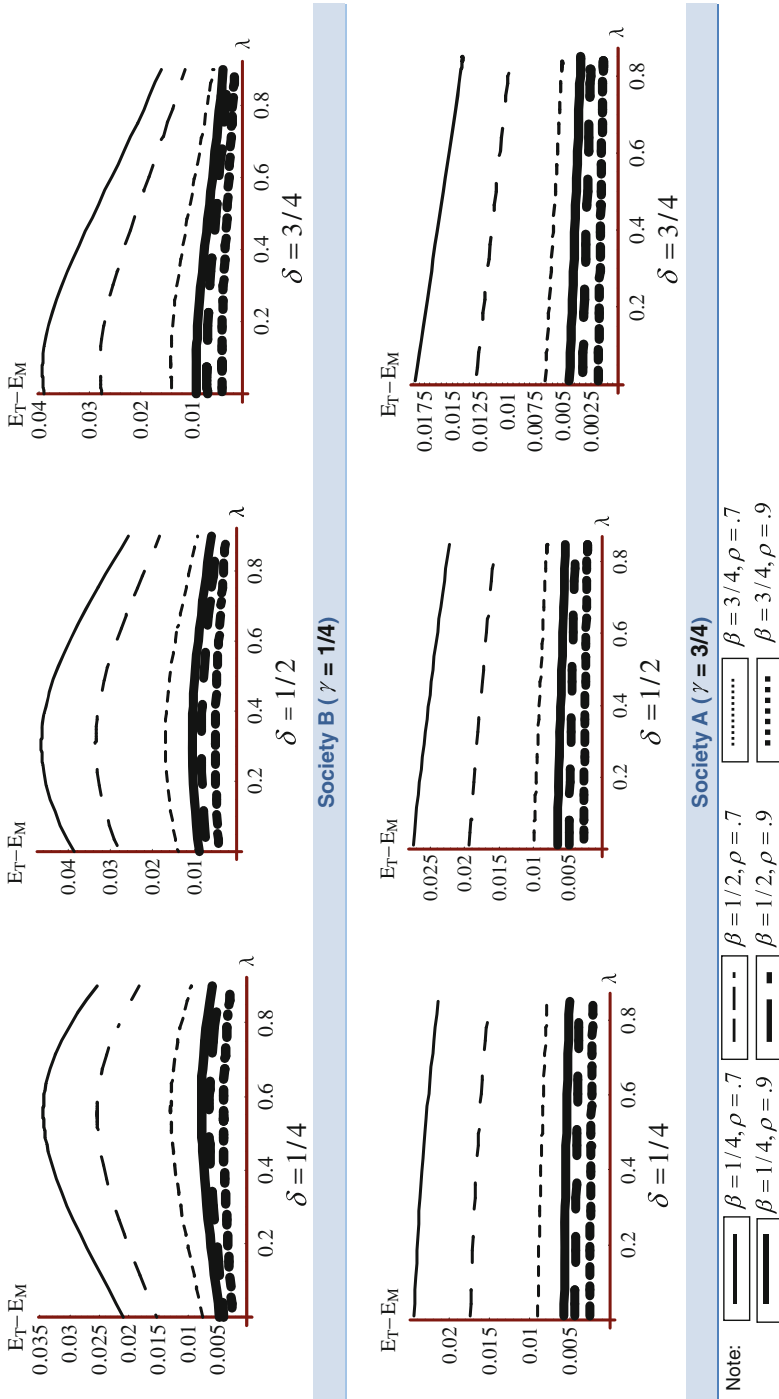 E_T−E_M
0.035
0.03
0.025
0.02
0.015
0.01
0.005
0.2
0.4
0.6
0.8
λ
δ = 1/4
E_T−E_M
0.04
0.03
0.02
0.01
0.2
0.4
0.6
0.8
λ
δ = 1/2
E_T−E_M
0.04
0.03
0.02
0.01
0.2
0.4
0.6
0.8
λ
δ = 3/4
Society B (γ = 1/4)
E_T−E_M
0.02
0.015
0.01
0.005
0.2
0.4
0.6
0.8
λ
δ = 1/4
E_T−E_M
0.025
0.02
0.015
0.01
0.005
0.2
0.4
0.6
0.8
λ
δ = 1/2
E_T−E_M
0.0175
0.015
0.0125
0.01
0.0075
0.005
0.0025
0.2
0.4
0.6
0.8
λ
δ = 3/4
Society A (γ = 3/4)
Note:
β = 1/4, ρ = .7
β = 1/2, ρ = .7
β = 3/4, ρ = .7
β = 1/4, ρ = .9
β = 1/2, ρ = .9
β = 3/4, ρ = .9